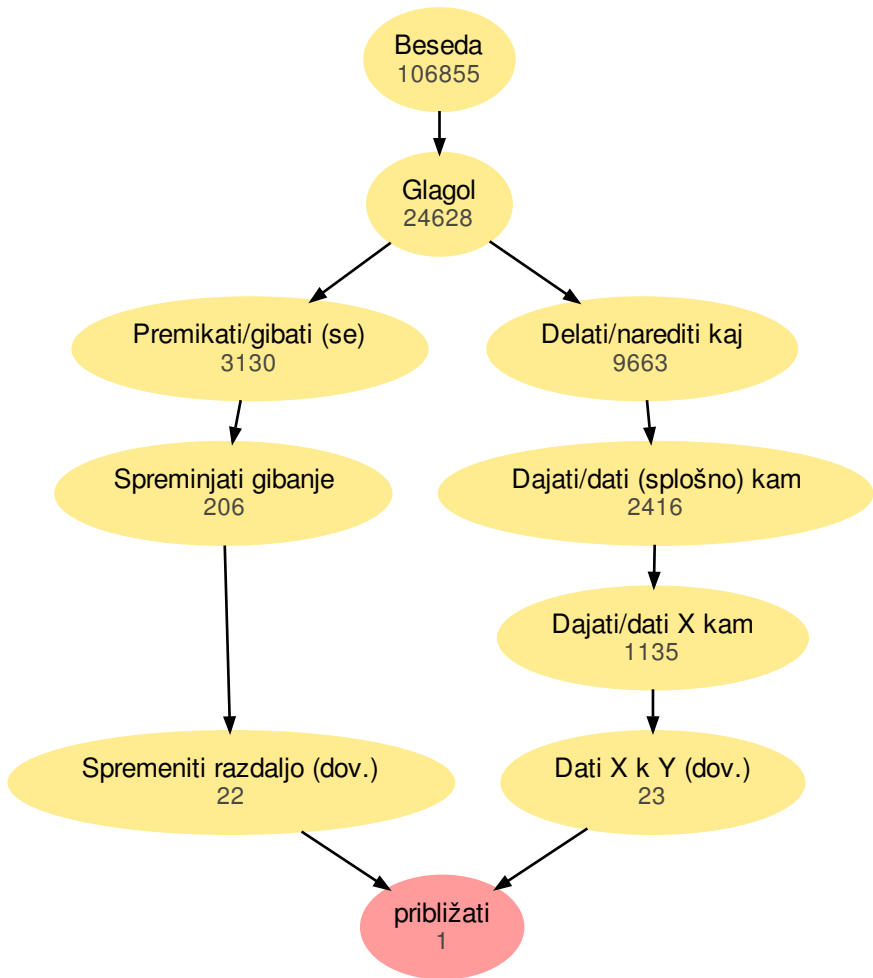 Beseda
106855
Glagol
24628
Premikati/gibati (se)
3130
Delati/narediti kaj
9663
Spreminjati gibanje
206
Dajati/dati (splošno) kam
2416
Dajati/dati X kam
1135
Spremeniti razdaljo (dov.)
22
Dati X k Y (dov.)
23
približati
1